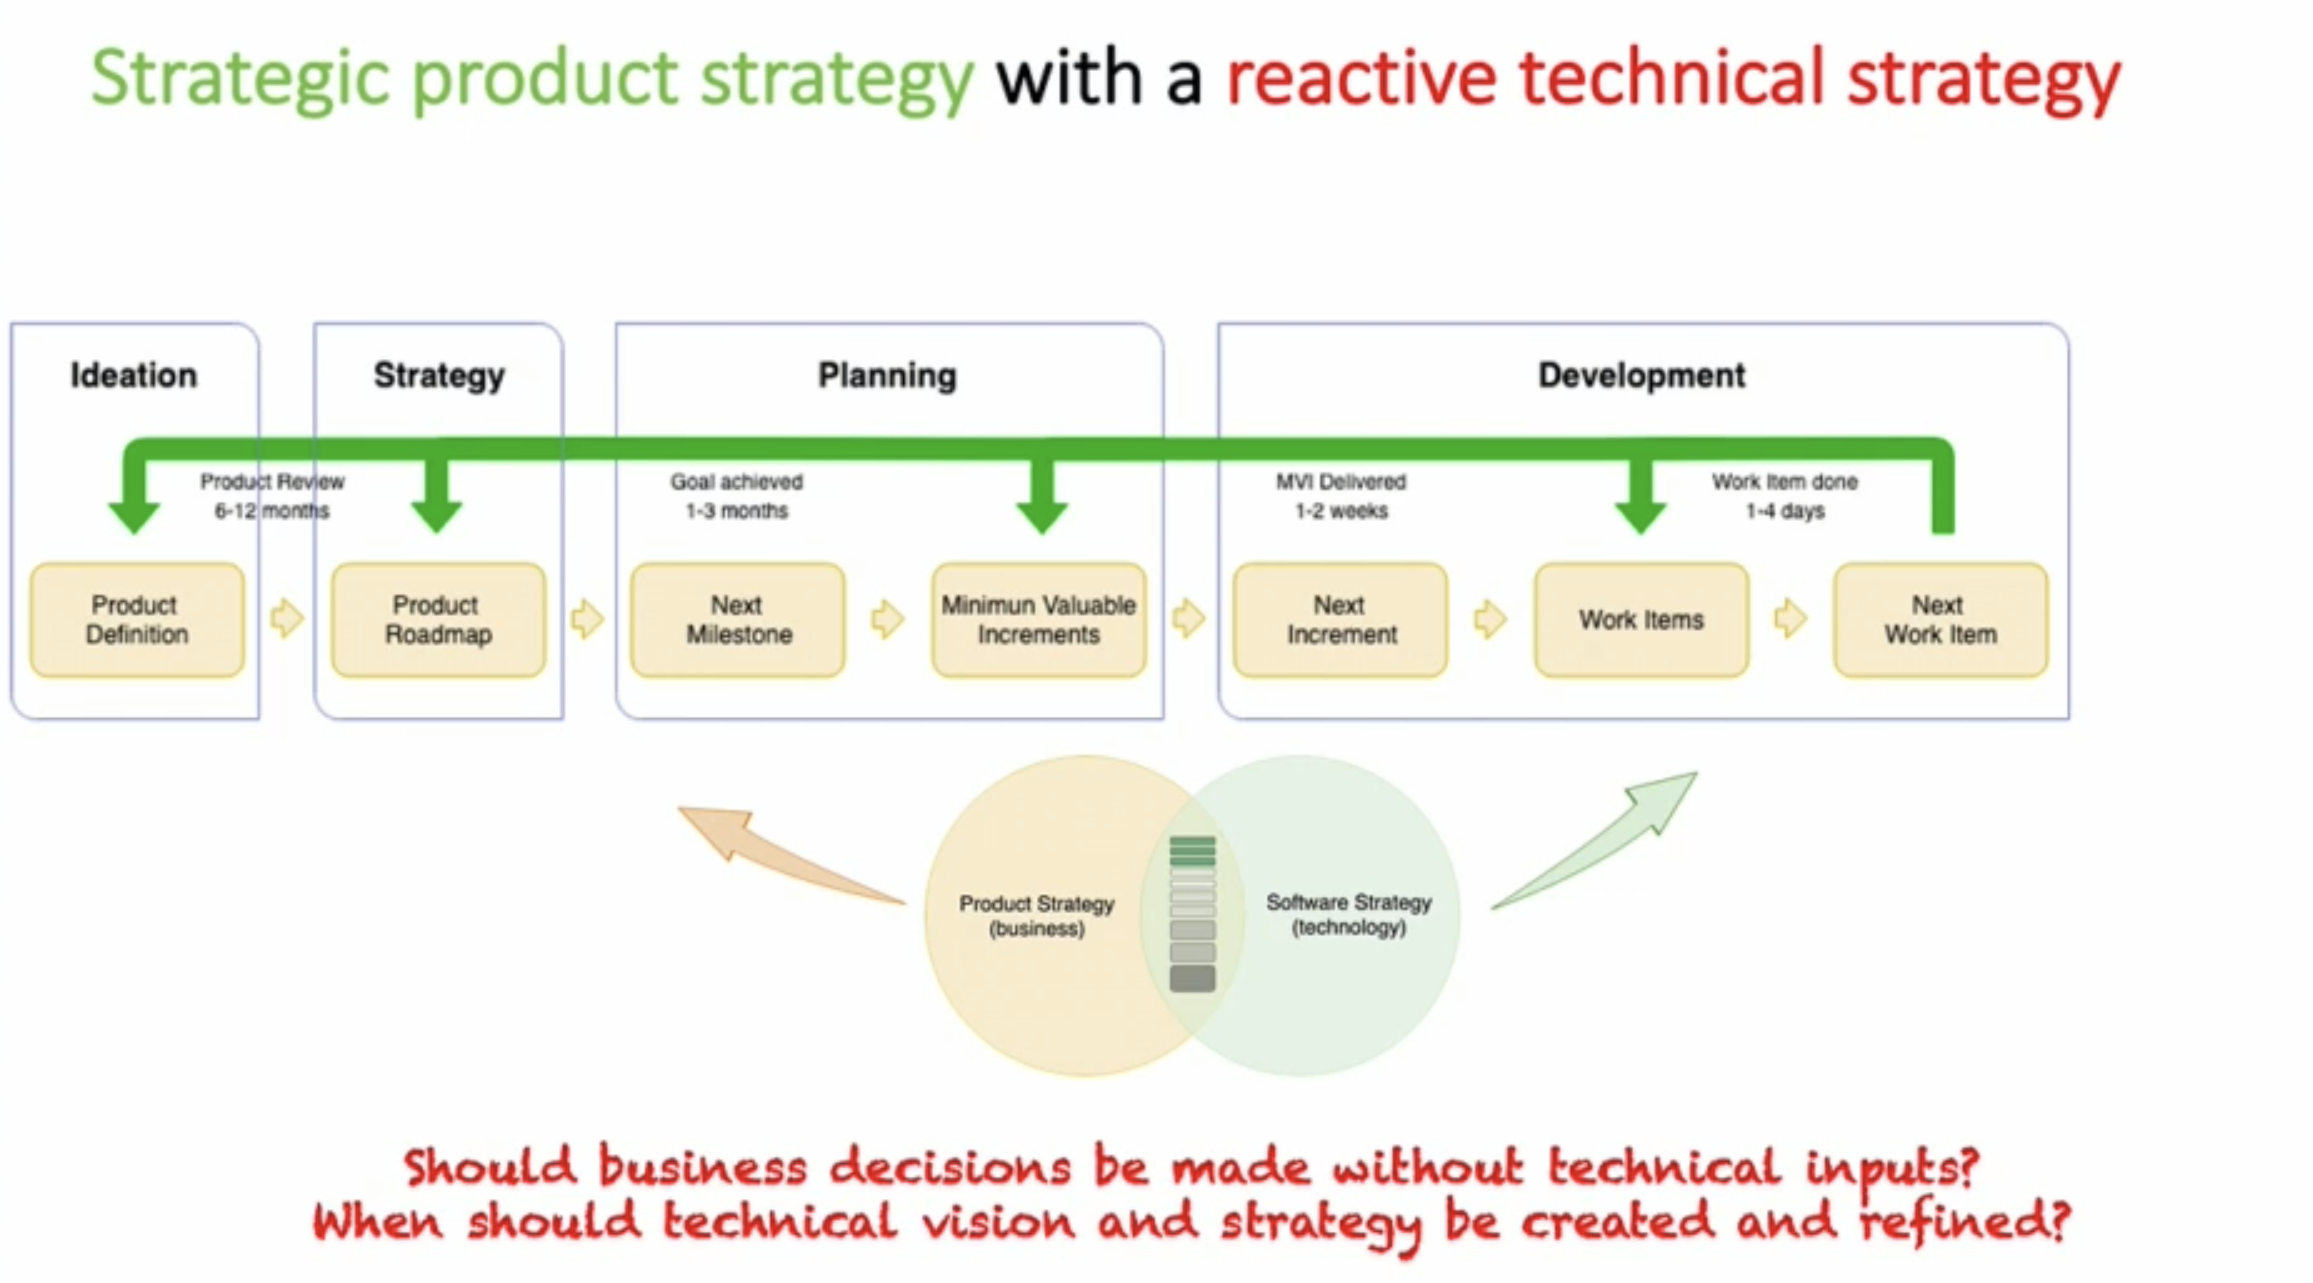 Strategic product strategy with a reactive technical strategy
Ideation
Strategy
Planning
Development
Product Review
6-12 months
Goal achieved
1-3 months
MVI Delivered
1-2 weeks
Work Item done
1-4 days
Product
Definition
Product
Roadmap
Next
Milestone
Minimun Valuable
Increments
Next
Increment
Work Items
Next
Work Item
Product Strategy
(business)
Software Strategy
(technology)
Should business decisions be made without technical inputs?
When should technical vision and strategy be created and refined?